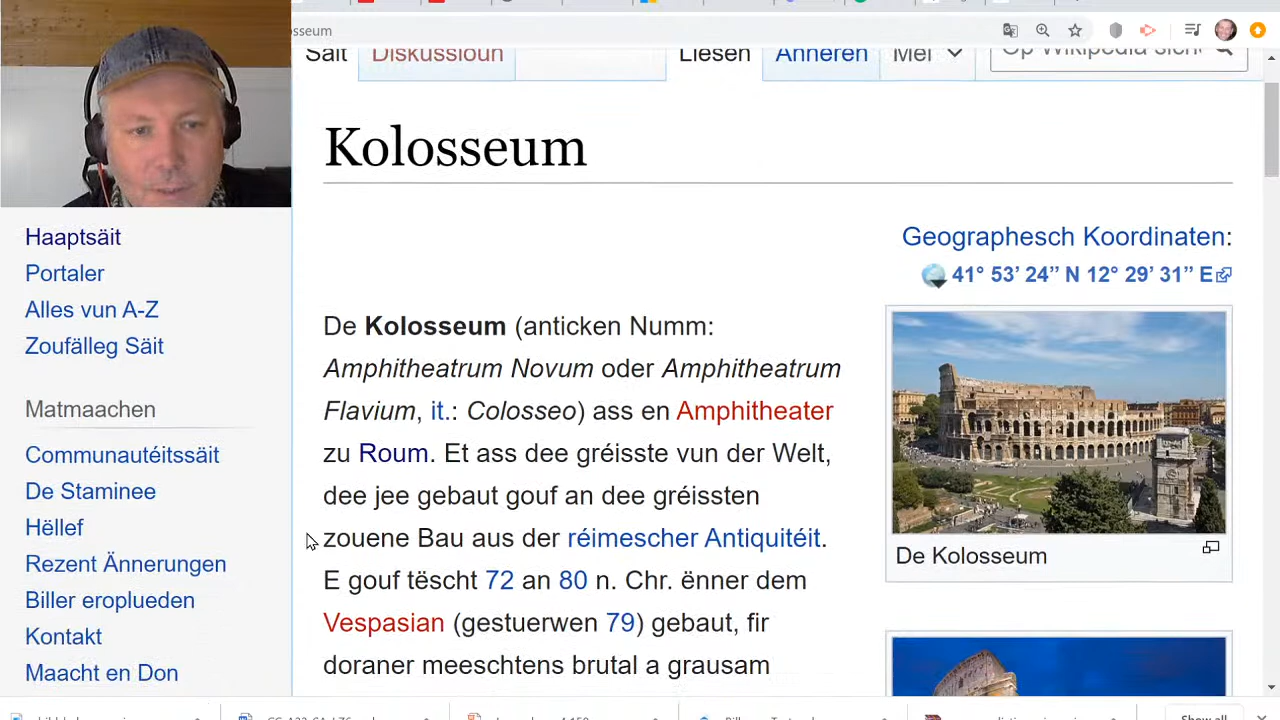 sseum
Säit Diskussioun Liesen Änneren Méi
Op Wikipedia sich
Kolosseum
Haaptsäit
Portaler
Alles vun A-Z
Zoufälleg Säit
Matmaachen
Communautéitssäit
De Staminee
Hëllef
Rezent Ännerungen
Biller eroplueden
Kontakt
Maacht en Don
Geographesch Koordinaten:
41° 53’ 24” N 12° 29’ 31” E
De Kolosseum (anticken Numm:
Amphitheatrum Novum oder Amphitheatrum
Flavium, it.: Colosseo) ass en Amphitheater
zu Roum. Et ass dee gréisste vun der Welt,
dee jee gebaut gouf an dee gréissten
zouene Bau aus der réimescher Antiquitéit.
E gouf tëscht 72 an 80 n. Chr. ënner dem
Vespasian (gestuerwen 79) gebaut, fir
doraner meeschtens brutal a grausam
De Kolosseum
Show all